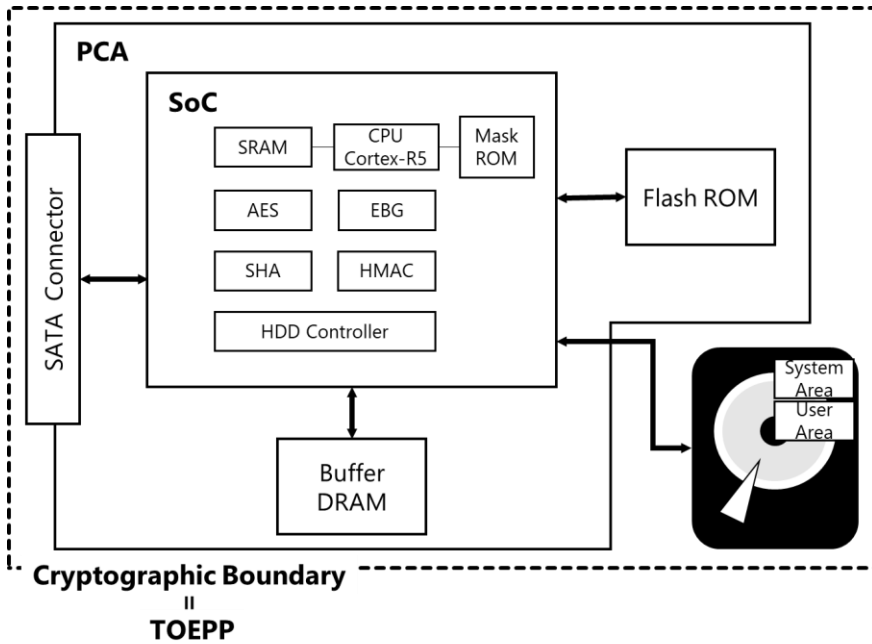 PCA
SoC
SRAM
CPU
Cortex-R5
Mask
ROM
AES
EBG
SHA
HMAC
HDD Controller
SATA Connector
Flash ROM
Buffer
DRAM
System
Area
User
Area
Cryptographic Boundary
=
TOEPP